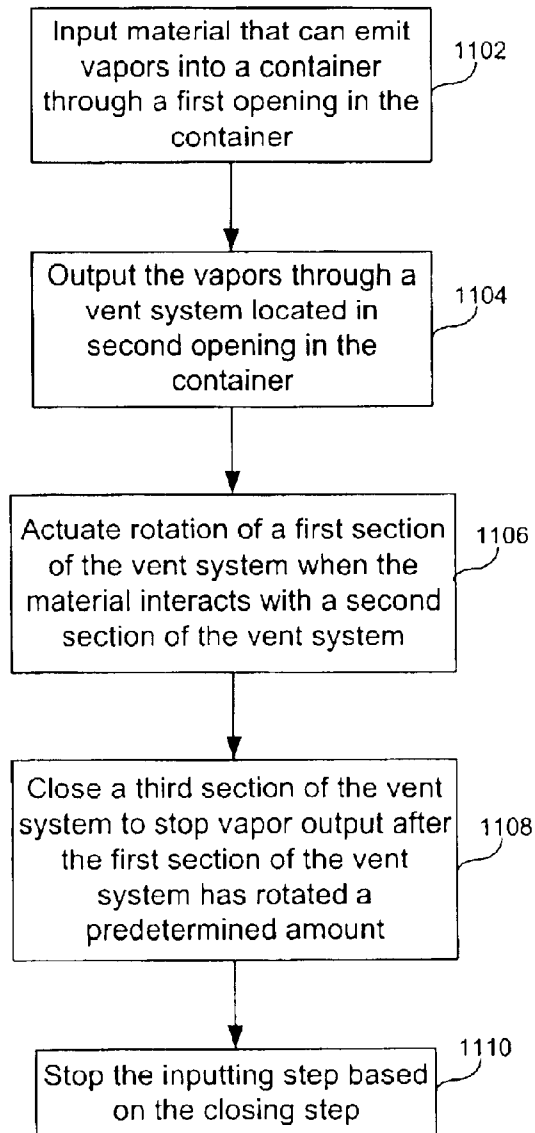 Input material that can emit
vapors into a container
through a first opening in the
container
1102
Output the vapors through a
vent system located in
second opening in the
container
1104
Actuate rotation of a first section
of the vent system when the
material interacts with a second
section of the vent system
1106
Close a third section of the vent
system to stop vapor output after
the first section of the vent
system has rotated a
predetermined amount
1108
Stop the inputting step based
on the closing step
1110